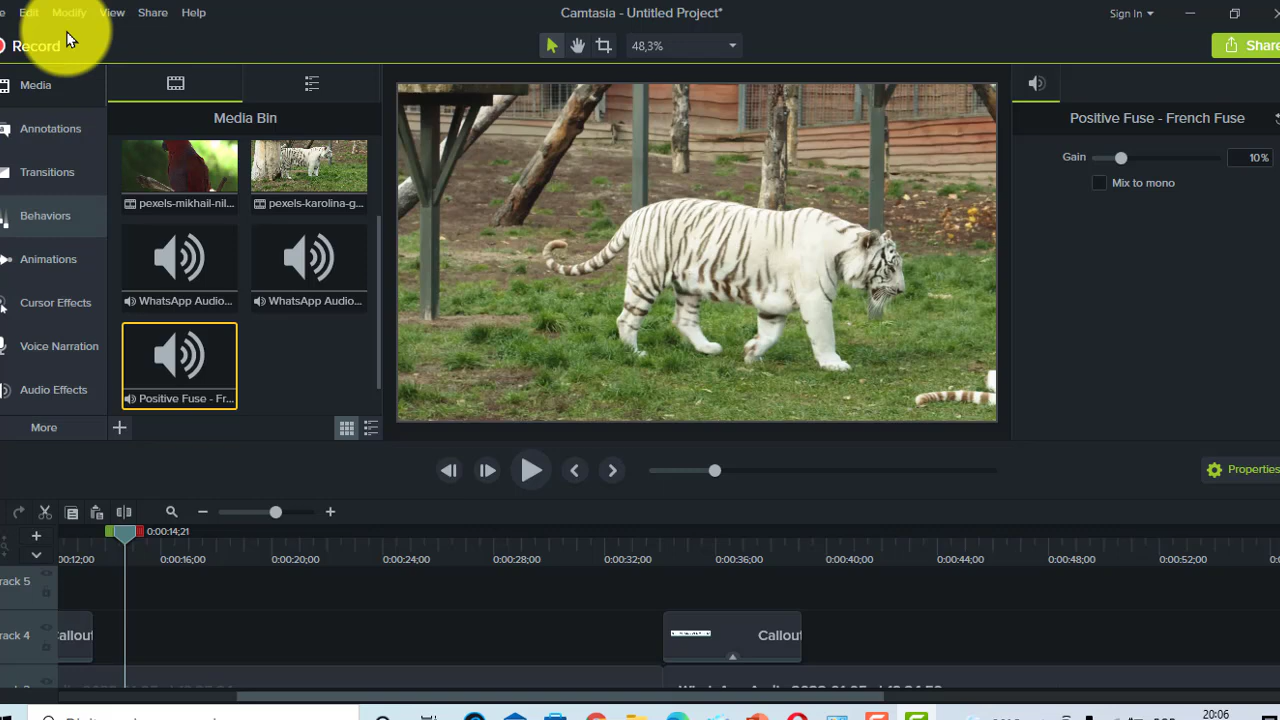 Edit Modify View Share Help
Camtasia - Untitled Project*
Sign In
Record
48,3%
Share
Media
Annotations
Transitions
Behaviors
Animations
Cursor Effects
Voice Narration
Audio Effects
More
Media Bin
pexels-mikhail-nil...
pexels-karolina-g...
WhatsApp Audio...
WhatsApp Audio...
Positive Fuse - Fr...
Positive Fuse - French Fuse
Gain
10%
Mix to mono
Properties
0:00:14;21
0:00:16;00
0:00:20;00
0:00:24;00
0:00:28;00
0:00:32;00
0:00:36;00
0:00:40;00
0:00:44;00
0:00:48;00
0:00:52;00
rack 5
rack 4
allout
Callout
20:06